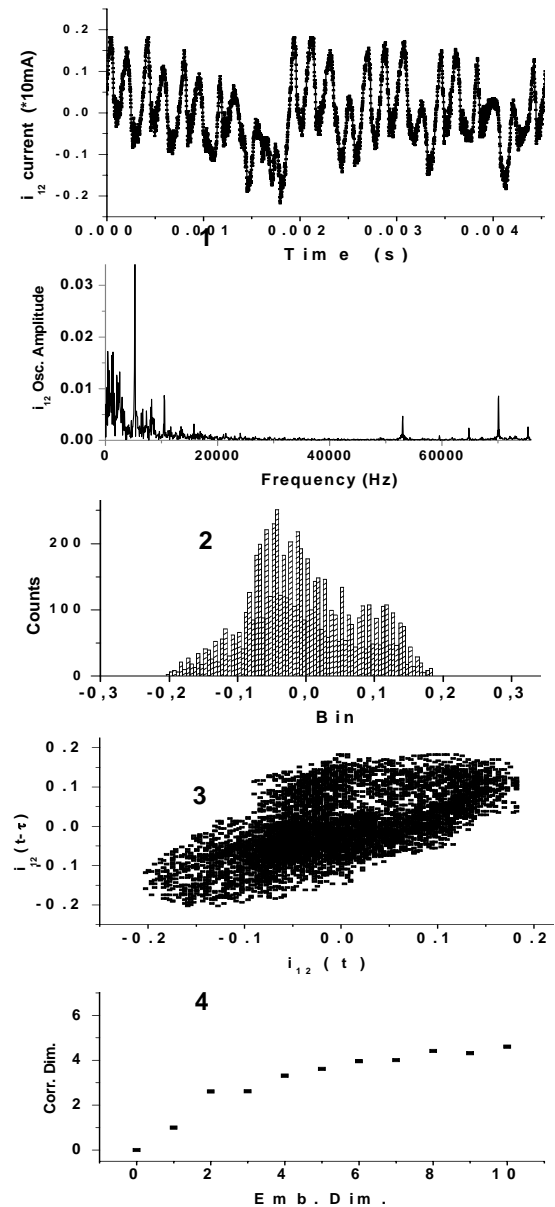 0.2
0.1
0.0
-0.1
-0.2
i12 current (*10mA)
0.000 0.001 0.002 0.003 0.004
1
Time (s)
0.03
0.02
0.01
0.00
i12 Osc. Amplitude
0 20000 40000 60000
Frequency (Hz)
2
200
100
0
Counts
-0,3 -0,2 -0,1 0,0 0,1 0,2 0,3
Bin
3
0.2
0.1
0.0
-0.1
-0.2
i12 (t-τ)
-0.2 -0.1 0.0 0.1 0.2
i12 (t)
4
6
4
2
0
Corr. Dim.
0 2 4 6 8 10
Emb. Dim.